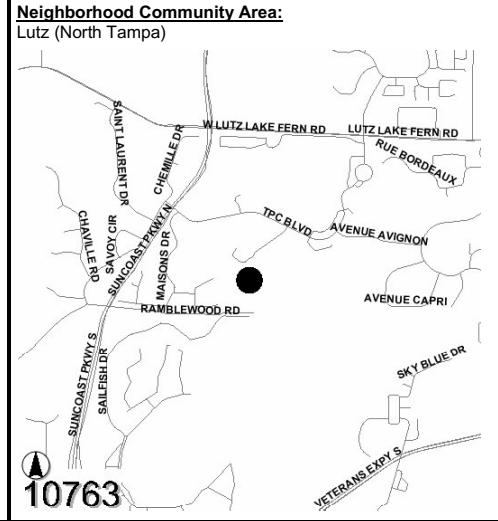 Neighborhood Community Area:
Lutz (North Tampa)
W LUTZ LAKE FERN RD
LUTZ LAKE FERN RD
SAINT LAURENT DR
CHEMILLE DR
RUE BORDEAUX
CHAVILLE RD
SAVOY CIR
SUNCOAST PKWY N
MAISONS DR
TPC BLVD
AVENUE AVIGNON
RAMBLEWOOD RD
AVENUE CAPRI
SUNCOAST PKWY S
SAILFISH DR
SKY BLUE DR
VETERANS EXPY S
10763